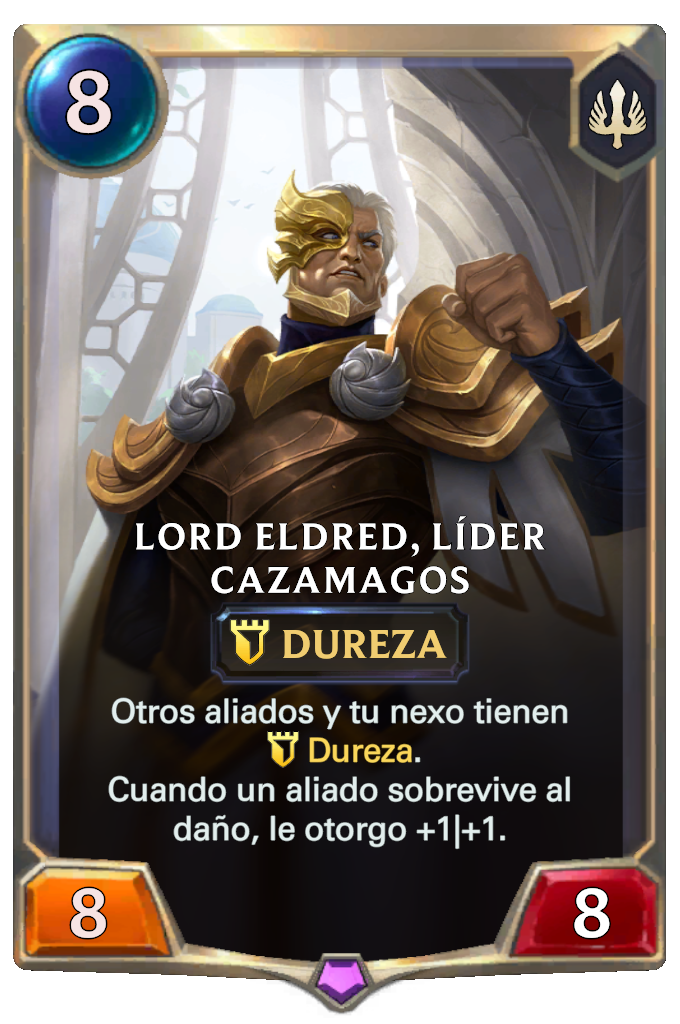 8
LORD ELDRED, LÍDER
CAZAMAGOS
DUREZA
Otros aliados y tu nexo tienen
Dureza.
Cuando un aliado sobrevive al
daño, le otorgo +1|+1.
8
8